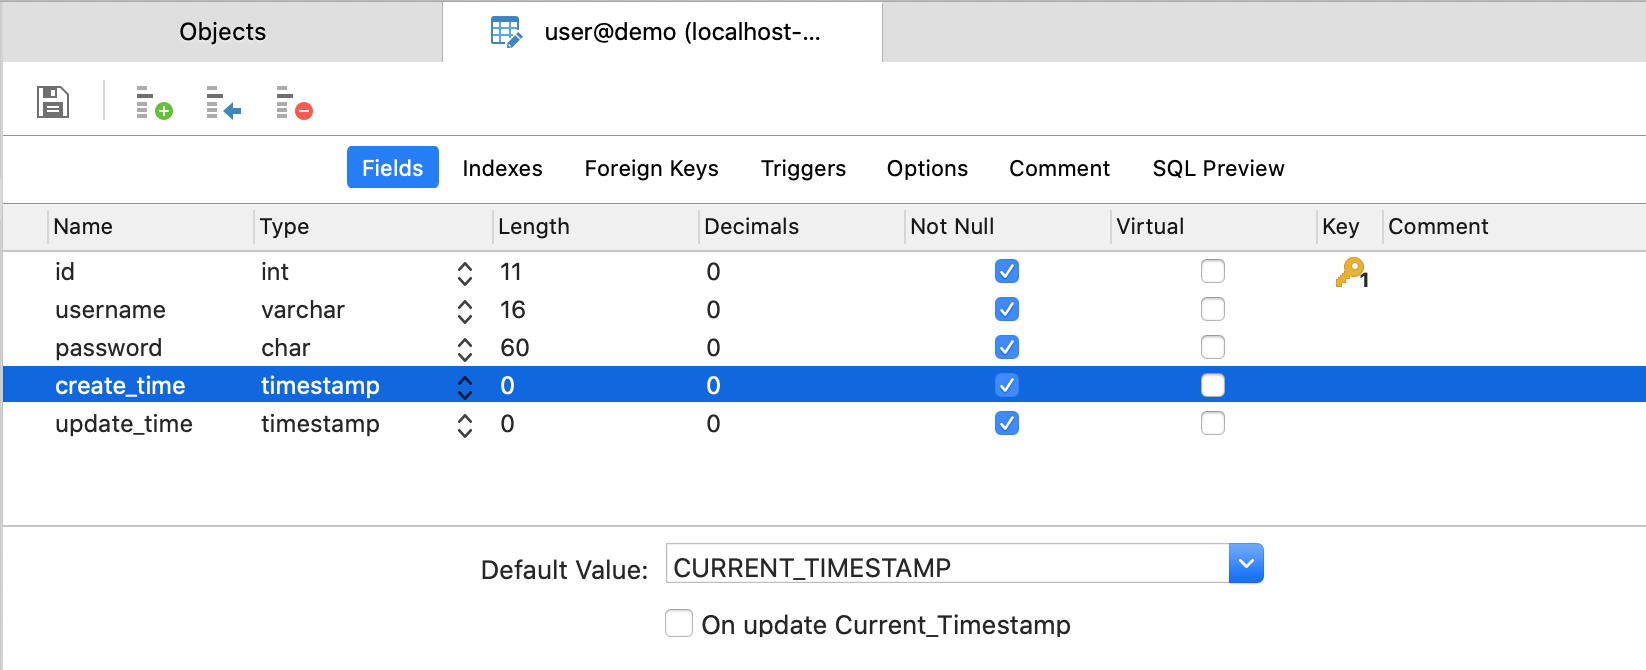 Objects user@demo (localhost-...
Fields Indexes Foreign Keys Triggers Options Comment SQL Preview
Name Type Length Decimals Not Null Virtual Key Comment
id int 11 0 1
username varchar 16 0
password char 60 0
create_time timestamp 0 0
update_time timestamp 0 0
Default Value: CURRENT_TIMESTAMP
On update Current_Timestamp